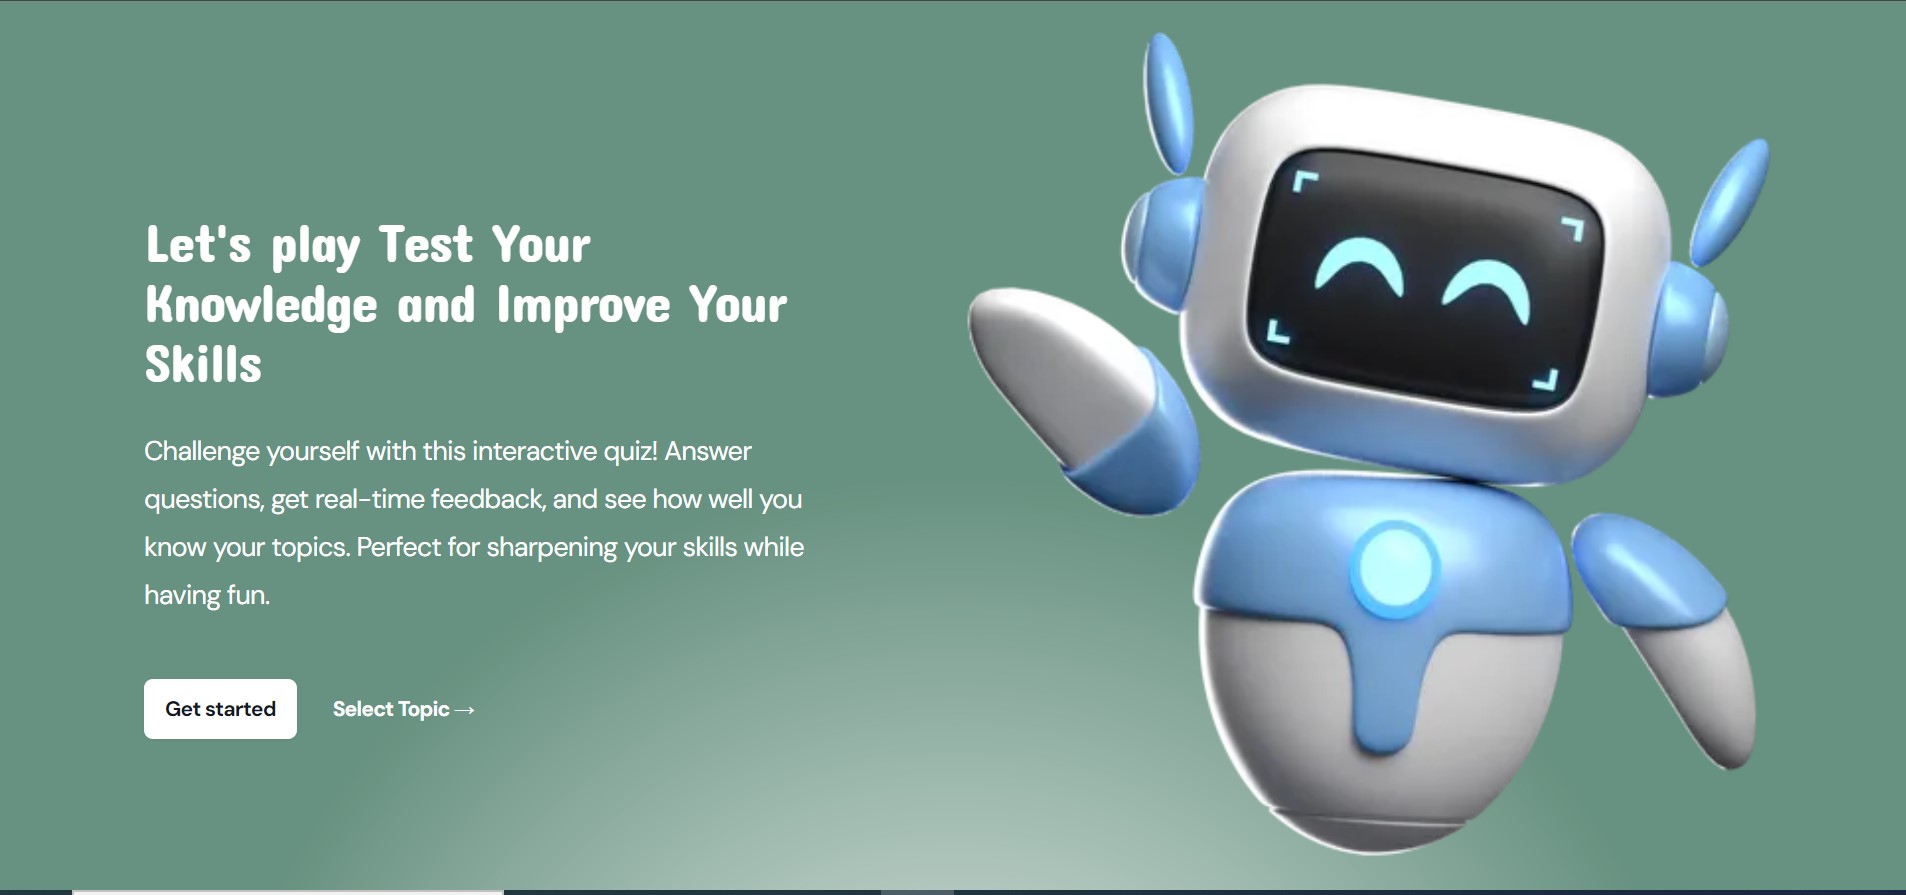 Let's play Test Your
Knowledge and Improve Your
Skills
Challenge yourself with this interactive quiz! Answer
questions, get real-time feedback, and see how well you
know your topics. Perfect for sharpening your skills while
having fun.
Get started
Select Topic →